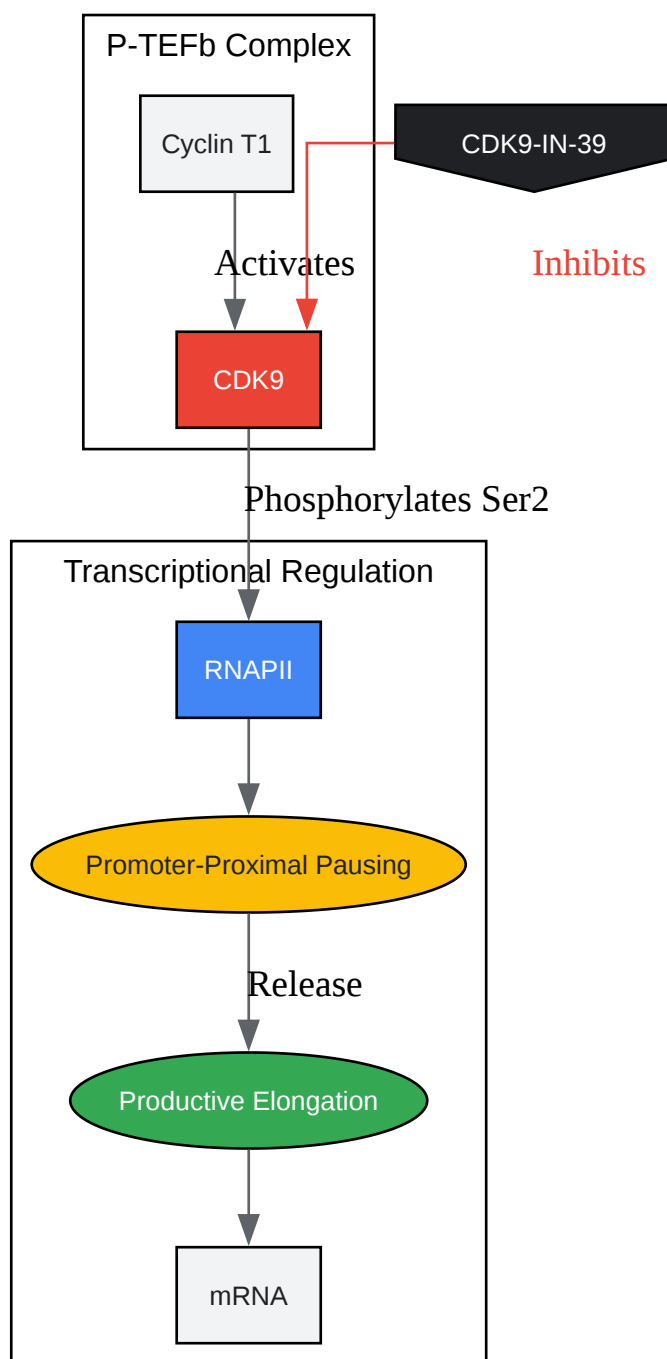 P-TEFb Complex
Cyclin T1
CDK9-IN-39
Activates
Inhibits
CDK9
Phosphorylates Ser2
Transcriptional Regulation
RNAPII
Promoter-Proximal Pausing
Release
Productive Elongation
mRNA